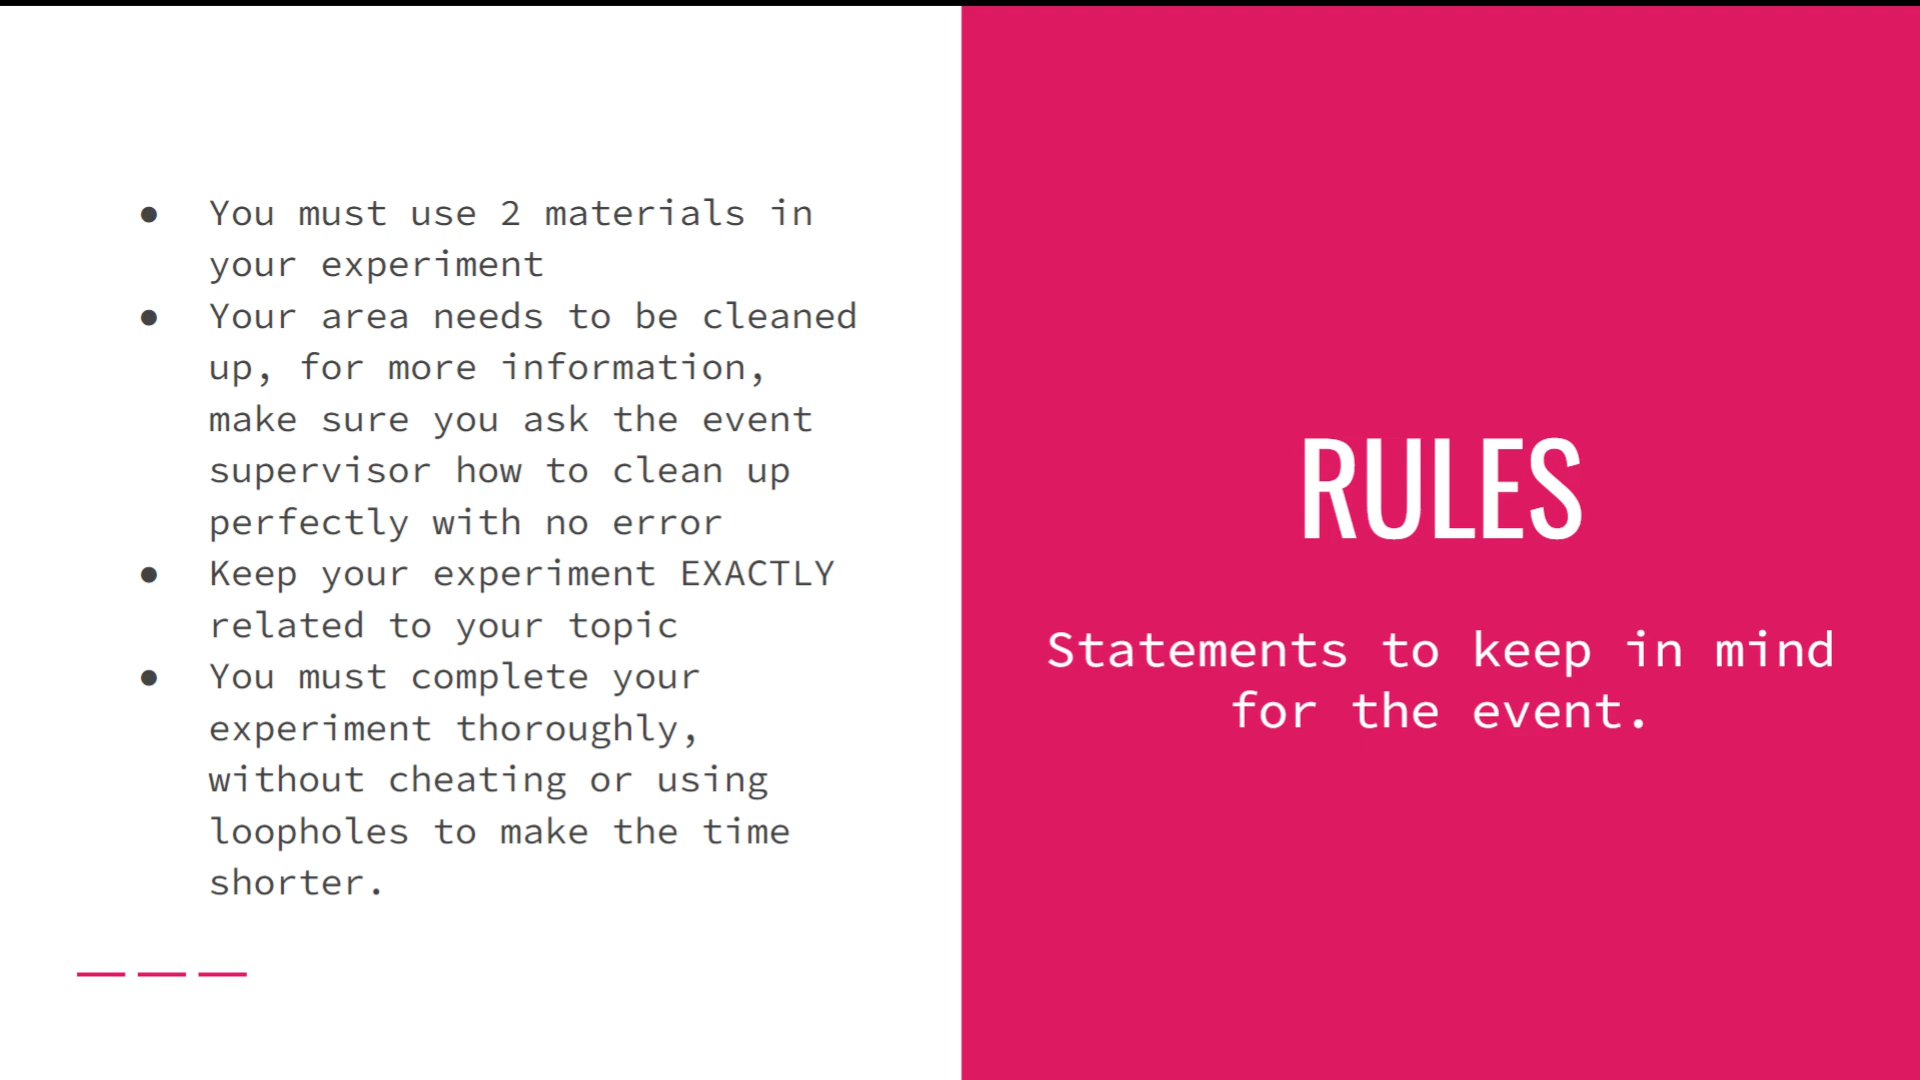 ● You must use 2 materials in
your experiment
● Your area needs to be cleaned
up, for more information,
make sure you ask the event
supervisor how to clean up
perfectly with no error
● Keep your experiment EXACTLY
related to your topic
● You must complete your
experiment thoroughly,
without cheating or using
loopholes to make the time
shorter.
RULES
Statements to keep in mind
for the event.